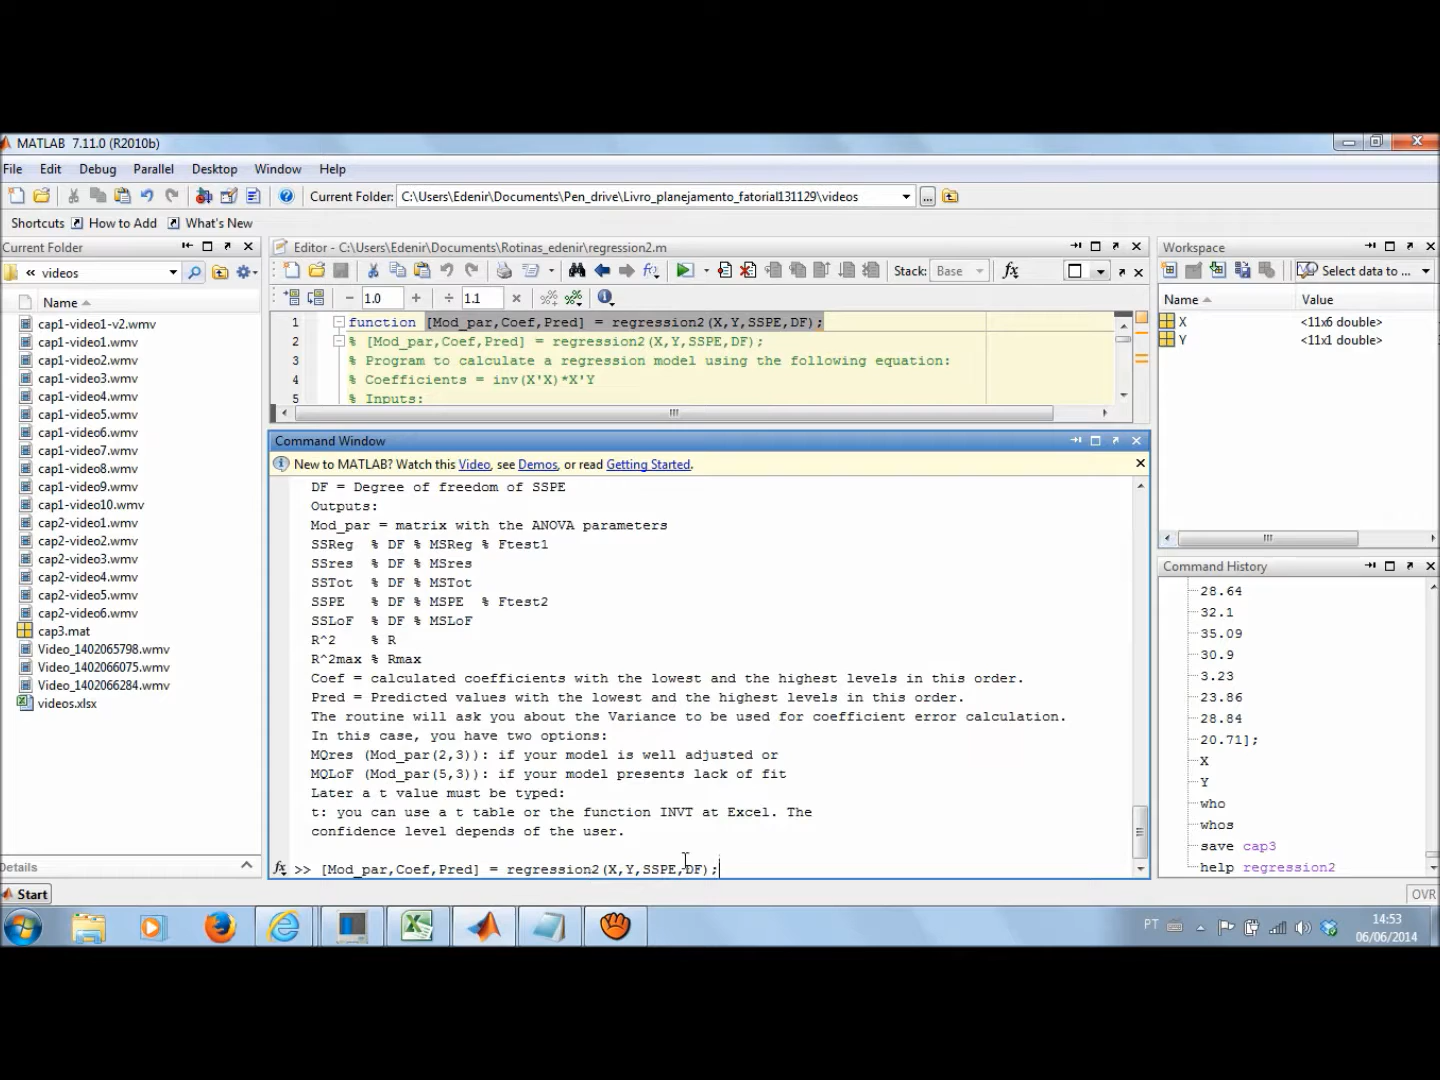 MATLAB 7.11.0 (R2010b)
File Edit Debug Parallel Desktop Window Help
Current Folder: C:\Users\Edenir\Documents\Pen_drive\Livro_planejamento_fatorial131129\videos
Shortcuts How to Add What's New
Current Folder
« videos
Name
cap1-video1-v2.wmv
cap1-video1.wmv
cap1-video2.wmv
cap1-video3.wmv
cap1-video4.wmv
cap1-video5.wmv
cap1-video6.wmv
cap1-video7.wmv
cap1-video8.wmv
cap1-video9.wmv
cap1-video10.wmv
cap2-video1.wmv
cap2-video2.wmv
cap2-video3.wmv
cap2-video4.wmv
cap2-video5.wmv
cap2-video6.wmv
cap3.mat
Video_1402065798.wmv
Video_1402066075.wmv
Video_1402066284.wmv
videos.xlsx
Details
Editor - C:\Users\Edenir\Documents\Rotinas_edenir\regression2.m
Stack: Base
1.0
1.1
1 function [Mod_par,Coef,Pred] = regression2(X,Y,SSPE,DF);
2 % [Mod_par,Coef,Pred] = regression2(X,Y,SSPE,DF);
3 % Program to calculate a regression model using the following equation:
4 % Coefficients = inv(X'X)*X'Y
5 % Inputs:
Command Window
New to MATLAB? Watch this Video, see Demos, or read Getting Started.
DF = Degree of freedom of SSPE
Outputs:
Mod_par = matrix with the ANOVA parameters
SSReg % DF % MSReg % Ftest1
SSres % DF % MSres
SSTot % DF % MSTot
SSPE % DF % MSPE % Ftest2
SSLoF % DF % MSLoF
R^2 % R
R^2max % Rmax
Coef = calculated coefficients with the lowest and the highest levels in this order.
Pred = Predicted values with the lowest and the highest levels in this order.
The routine will ask you about the Variance to be used for coefficient error calculation.
In this case, you have two options:
MQres (Mod_par(2,3)): if your model is well adjusted or
MQLoF (Mod_par(5,3)): if your model presents lack of fit
Later a t value must be typed:
t: you can use a t table or the function INVT at Excel. The
confidence level depends of the user.
fx >> [Mod_par,Coef,Pred] = regression2(X,Y,SSPE,DF);
Workspace
Select data to ...
Name Value
X <11x6 double>
Y <11x1 double>
Command History
28.64
32.1
35.09
30.9
3.23
23.86
28.84
20.71];
X
Y
who
whos
save cap3
help regression2
Start
OVR
PT
14:53
06/06/2014